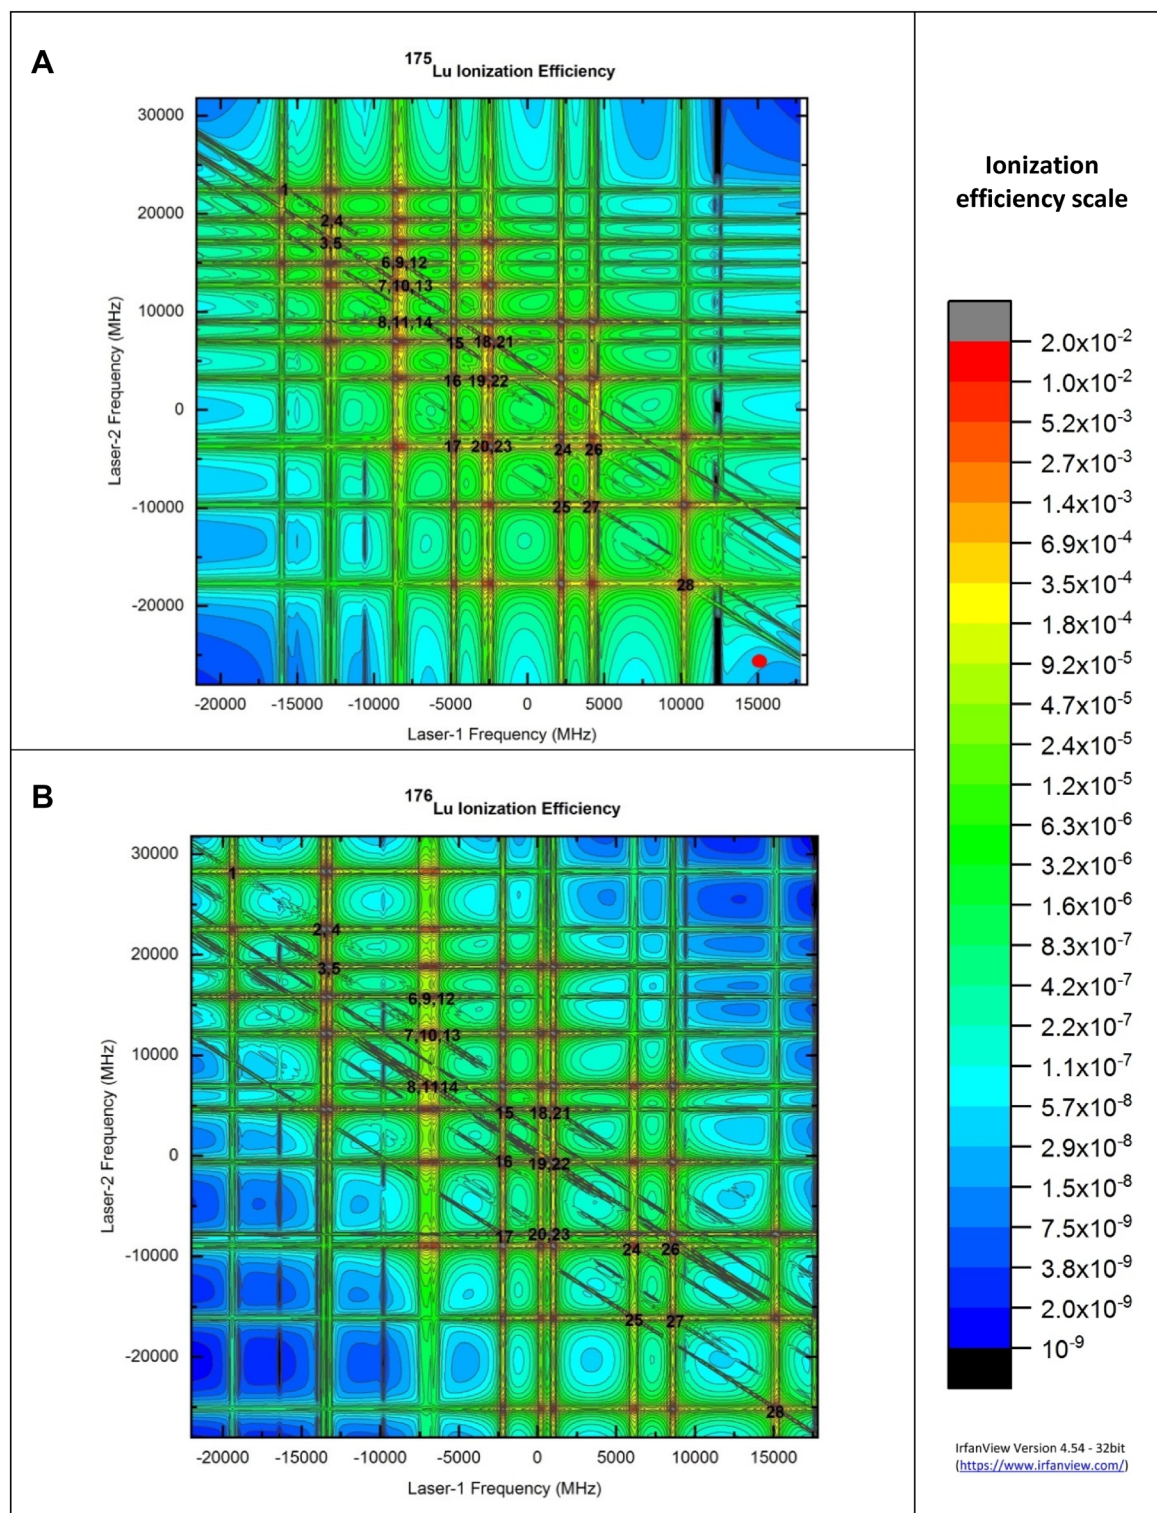 A
¹⁷⁵Lu Ionization Efficiency
30000
20000
10000
0
-10000
-20000
Laser-2 Frequency (MHz)
1
2,4
3,5
6,9,12
7,10,13
8,11,14
15 18,21
16 19,22
17 20,23 24 26
25 27
28
-20000 -15000 -10000 -5000 0 5000 10000 15000
Laser-1 Frequency (MHz)
B
¹⁷⁶Lu Ionization Efficiency
30000
20000
10000
0
-10000
-20000
Laser-2 Frequency (MHz)
1
2,4
3,5
6,9,12
7,10,13
8,1114
15 18,21
16 19,22
17 20,23
24 26
25 27
28
-20000 -15000 -10000 -5000 0 5000 10000 15000
Laser-1 Frequency (MHz)
Ionization
efficiency scale
2.0x10⁻²
1.0x10⁻²
5.2x10⁻³
2.7x10⁻³
1.4x10⁻³
6.9x10⁻⁴
3.5x10⁻⁴
1.8x10⁻⁴
9.2x10⁻⁵
4.7x10⁻⁵
2.4x10⁻⁵
1.2x10⁻⁵
6.3x10⁻⁶
3.2x10⁻⁶
1.6x10⁻⁶
8.3x10⁻⁷
4.2x10⁻⁷
2.2x10⁻⁷
1.1x10⁻⁷
5.7x10⁻⁸
2.9x10⁻⁸
1.5x10⁻⁸
7.5x10⁻⁹
3.8x10⁻⁹
2.0x10⁻⁹
10⁻⁹
IrfanView Version 4.54 - 32bit
(https://www.irfanview.com/)